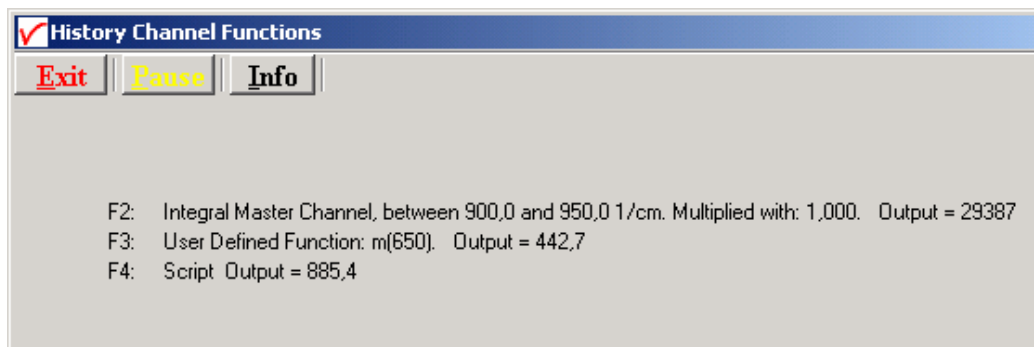 History Channel Functions
Exit Pause Info
F2: Integral Master Channel, between 900,0 and 950,0 1/cm. Multiplied with: 1,000. Output = 29387
F3: User Defined Function: m(650). Output = 442,7
F4: Script Output = 885,4